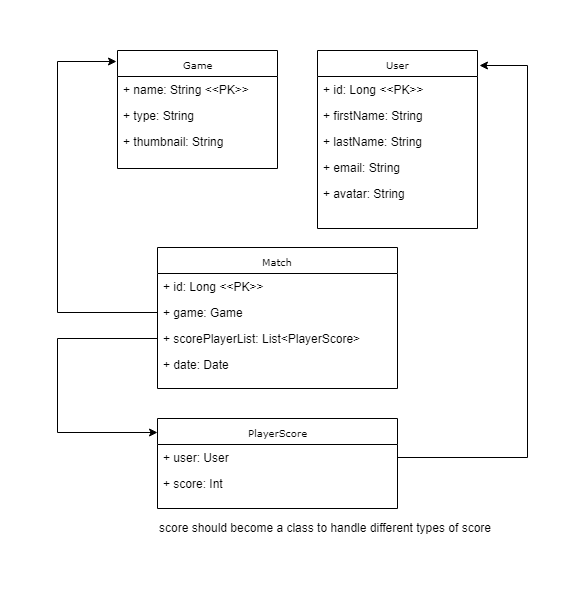 Game
+ name: String <<PK>>
+ type: String
+ thumbnail: String
User
+ id: Long <<PK>>
+ firstName: String
+ lastName: String
+ email: String
+ avatar: String
Match
+ id: Long <<PK>>
+ game: Game
+ scorePlayerList: List<PlayerScore>
+ date: Date
PlayerScore
+ user: User
+ score: Int
score should become a class to handle different types of score